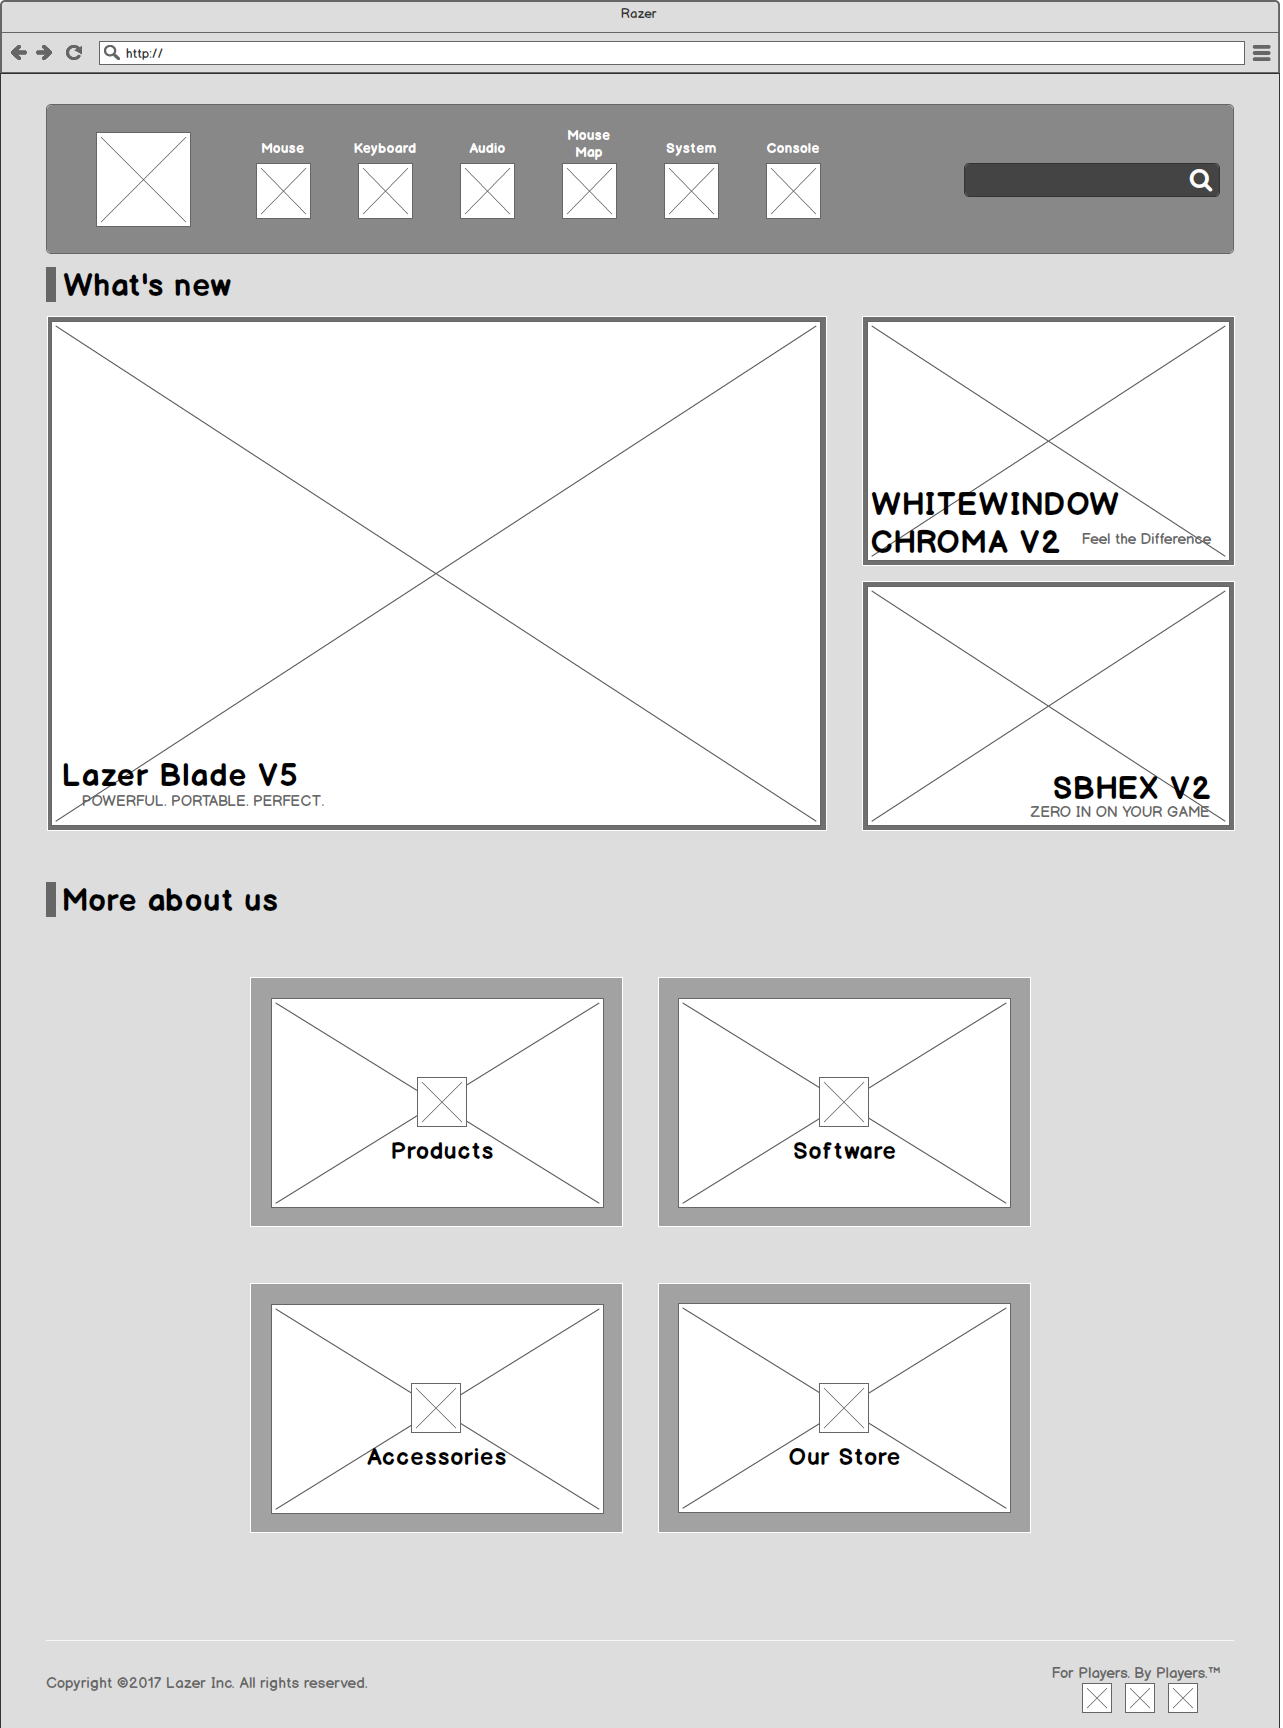 Razer
http://
Mouse
Keyboard
Audio
Mouse
Map
System
Console
What's new
WHITEWINDOW
CHROMA V2
Feel the Difference
Lazer Blade V5
POWERFUL. PORTABLE. PERFECT.
SBHEX V2
ZERO IN ON YOUR GAME
More about us
Products
Software
Accessories
Our Store
Copyright ©2017 Lazer Inc. All rights reserved.
For Players. By Players.™